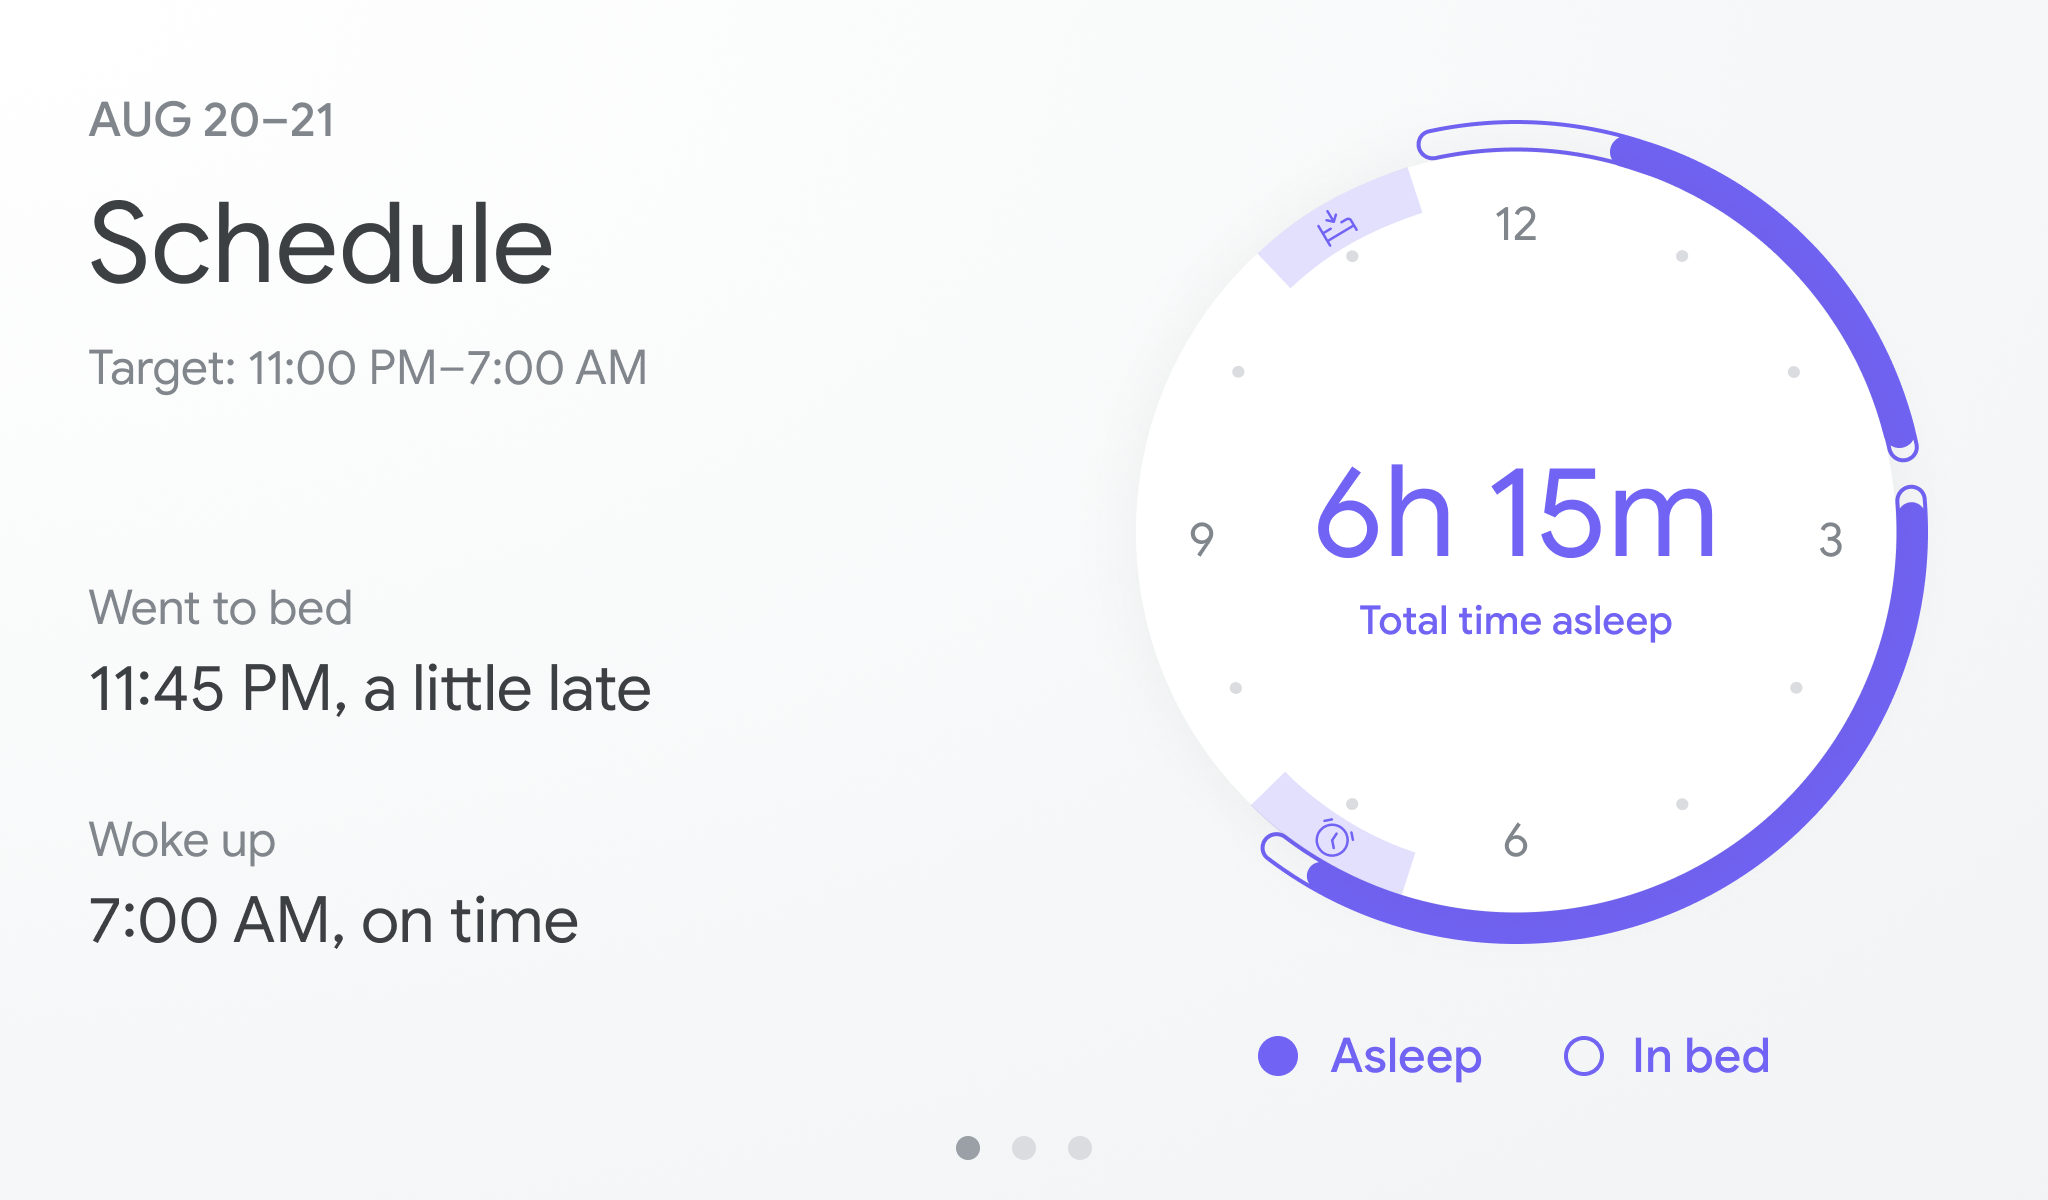 AUG 20–21
Schedule
Target: 11:00 PM–7:00 AM
Went to bed
11:45 PM, a little late
Woke up
7:00 AM, on time
12
9
3
6h 15m
Total time asleep
6
Asleep
In bed